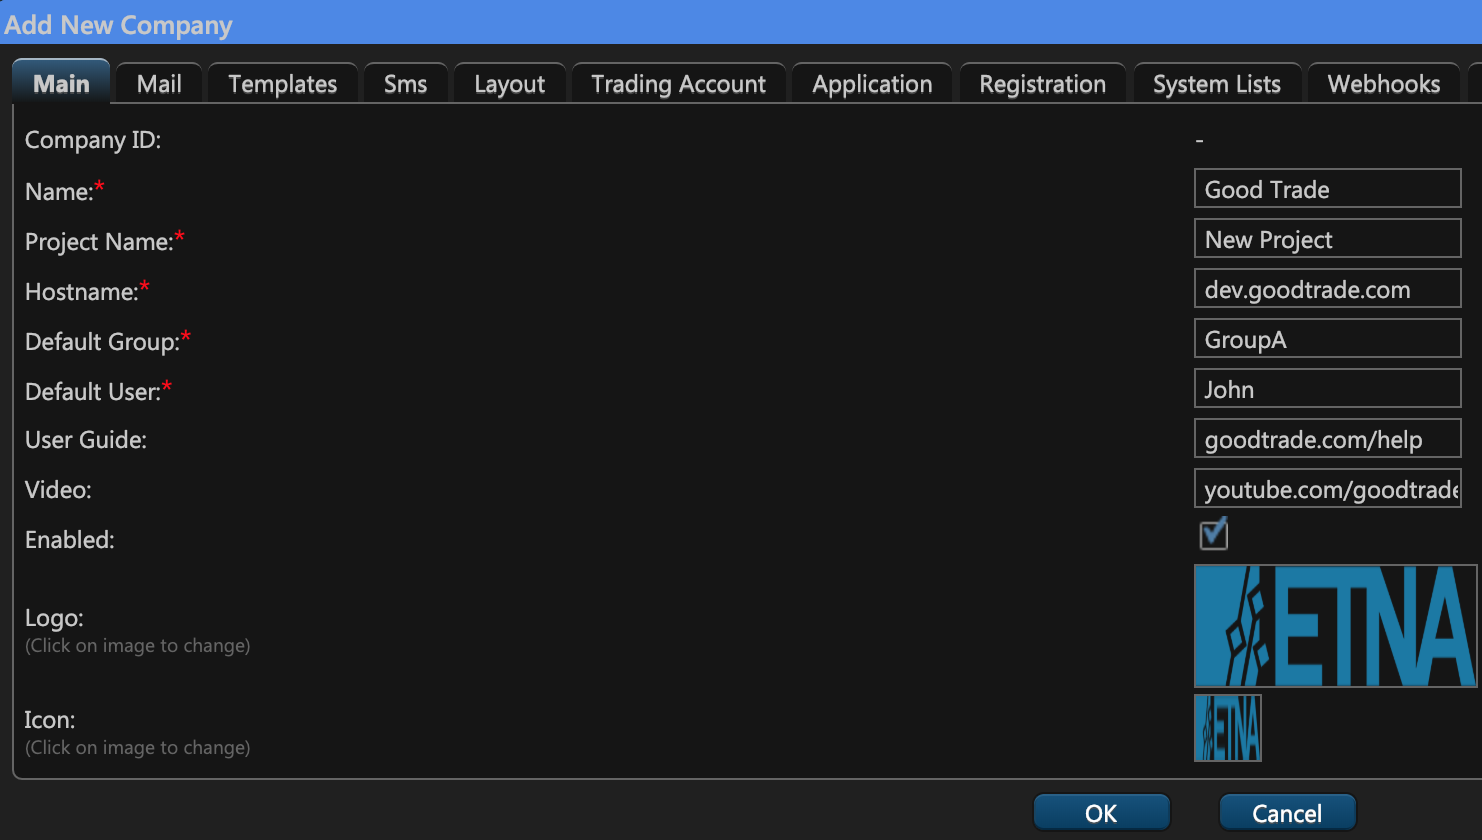 Add New Company
Main Mail Templates Sms Layout Trading Account Application Registration System Lists Webhooks
Company ID: -
Name:* Good Trade
Project Name:* New Project
Hostname:* dev.goodtrade.com
Default Group:* GroupA
Default User:* John
User Guide: goodtrade.com/help
Video: youtube.com/goodtrade
Enabled:
ETNA
Logo:
(Click on image to change)
Icon: ETNA
(Click on image to change)
OK Cancel